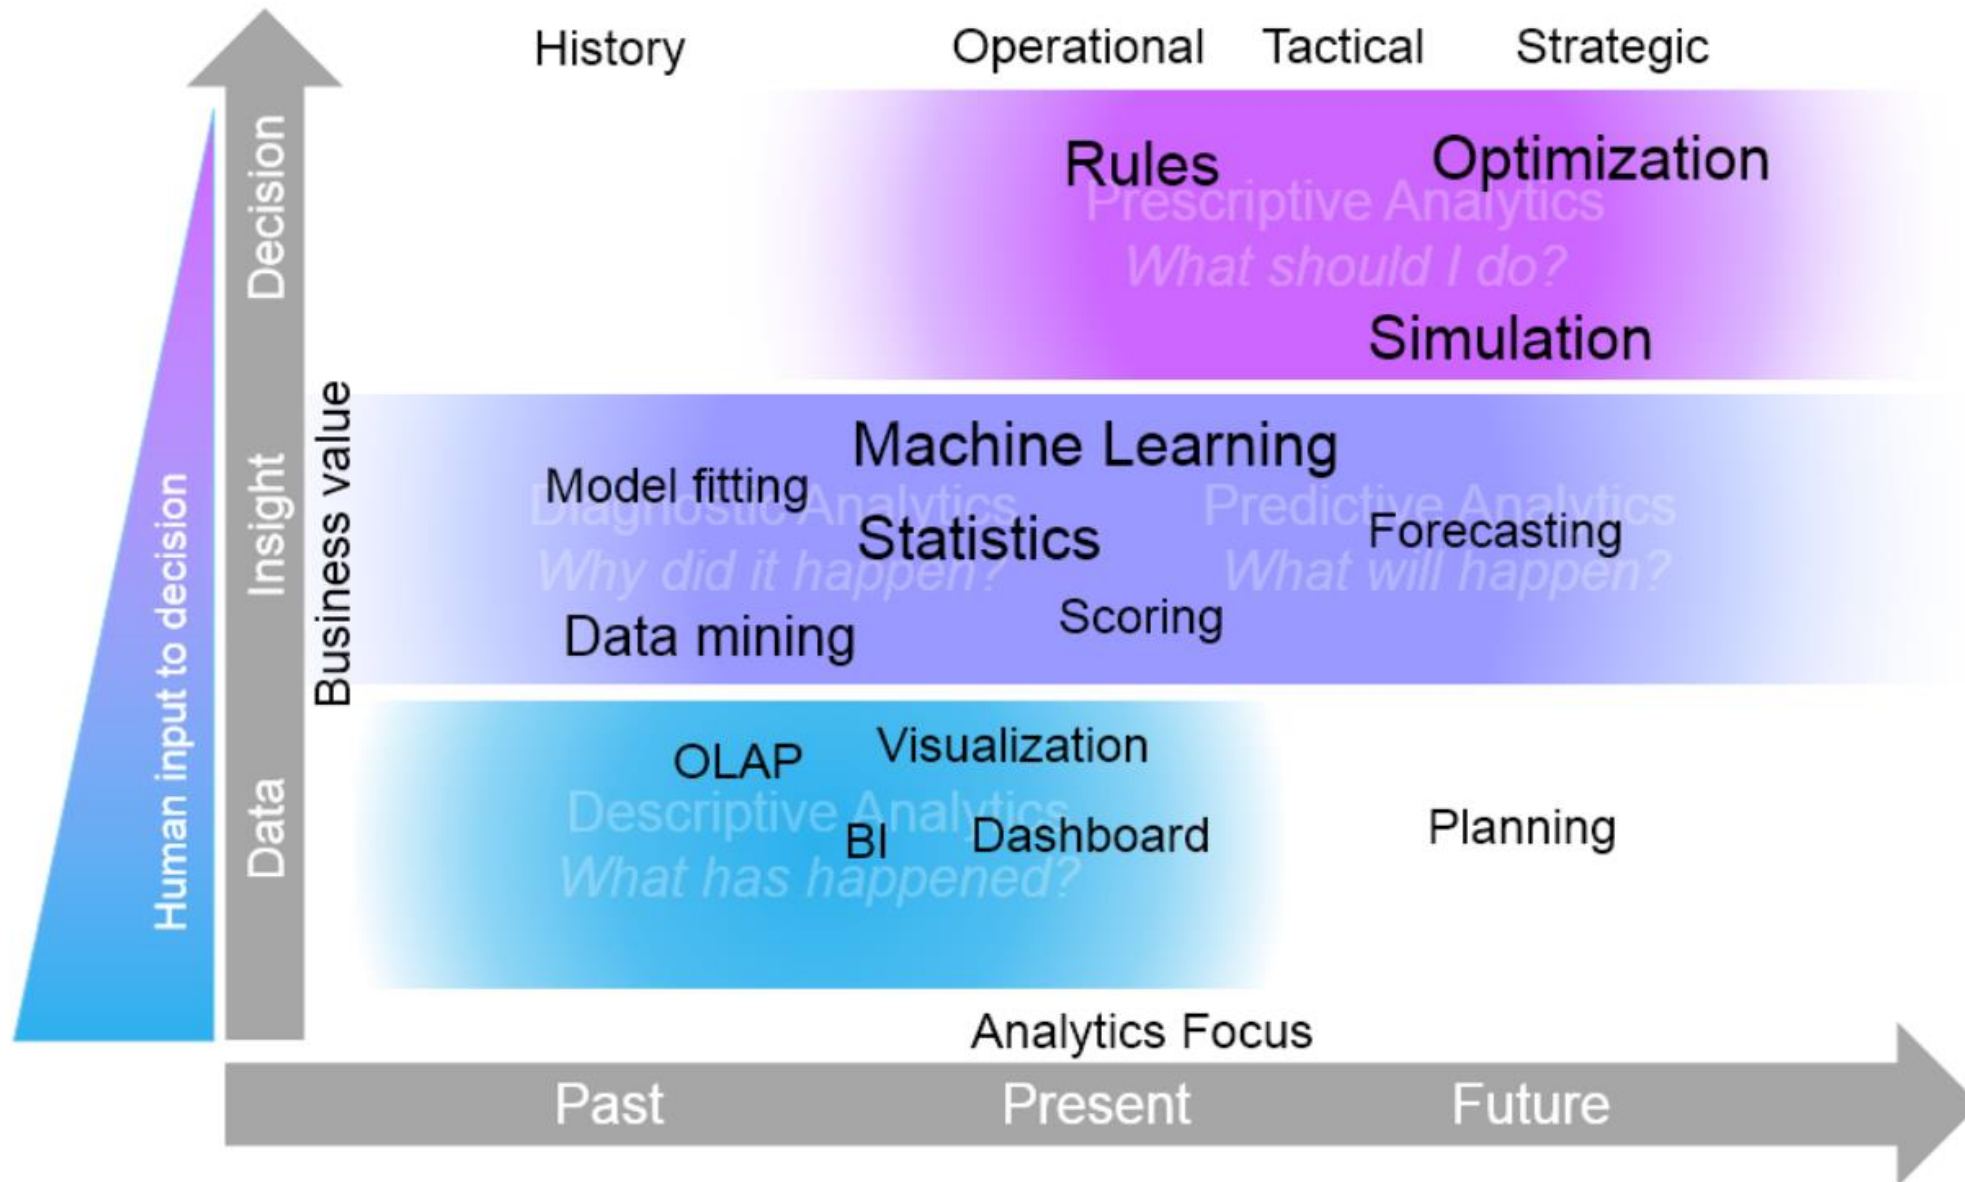 History
Operational
Tactical
Strategic
Decision
Rules
Optimization
Prescriptive Analytics
What should I do?
Simulation
Business value
Insight
Human input to decision
Machine Learning
Model fitting
Diagnostic Analytics
Predictive Analytics
Statistics
Forecasting
Why did it happen?
What will happen?
Data mining
Scoring
Data
OLAP
Visualization
Descriptive Analytics
BI
Dashboard
Planning
What has happened?
Analytics Focus
Past
Present
Future